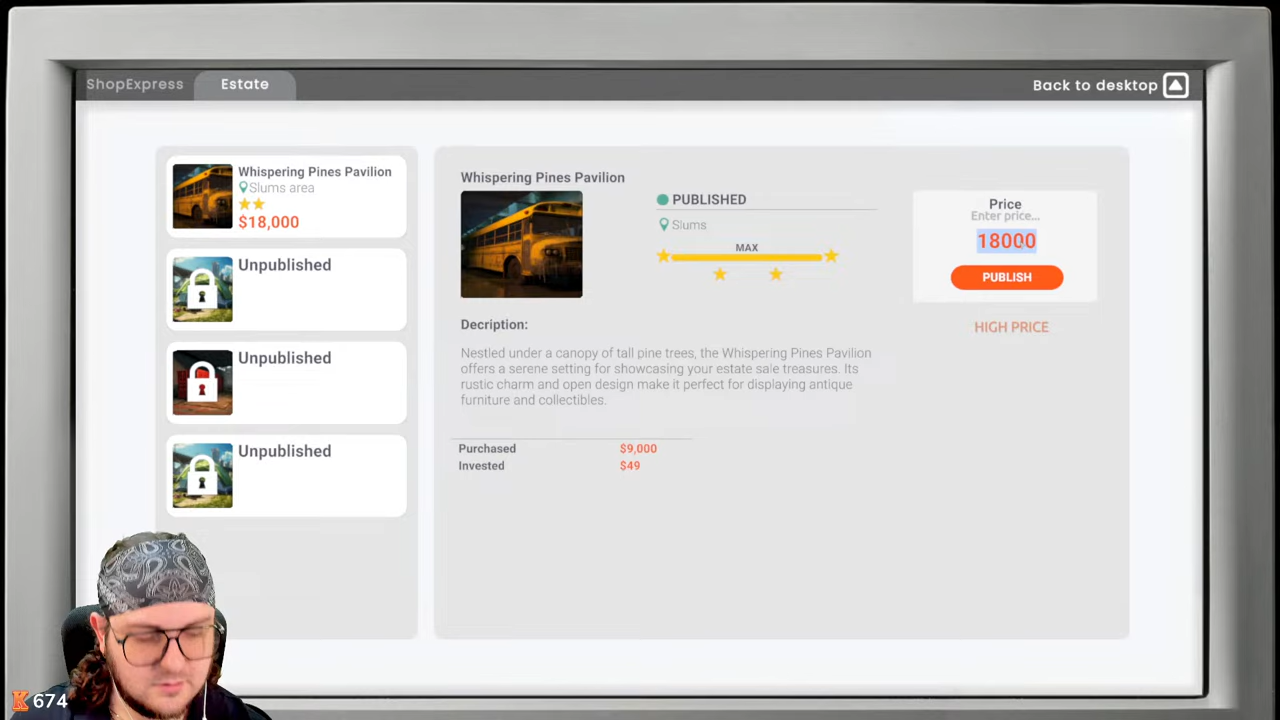 ShopExpress
Estate
Back to desktop
Whispering Pines Pavilion
Slums area
$18,000
Unpublished
Unpublished
Unpublished
Whispering Pines Pavilion
PUBLISHED
Slums
MAX
Price
Enter price...
18000
PUBLISH
HIGH PRICE
Decription:
Nestled under a canopy of tall pine trees, the Whispering Pines Pavilion
offers a serene setting for showcasing your estate sale treasures. Its
rustic charm and open design make it perfect for displaying antique
furniture and collectibles.
Purchased $9,000
Invested $49
K 674